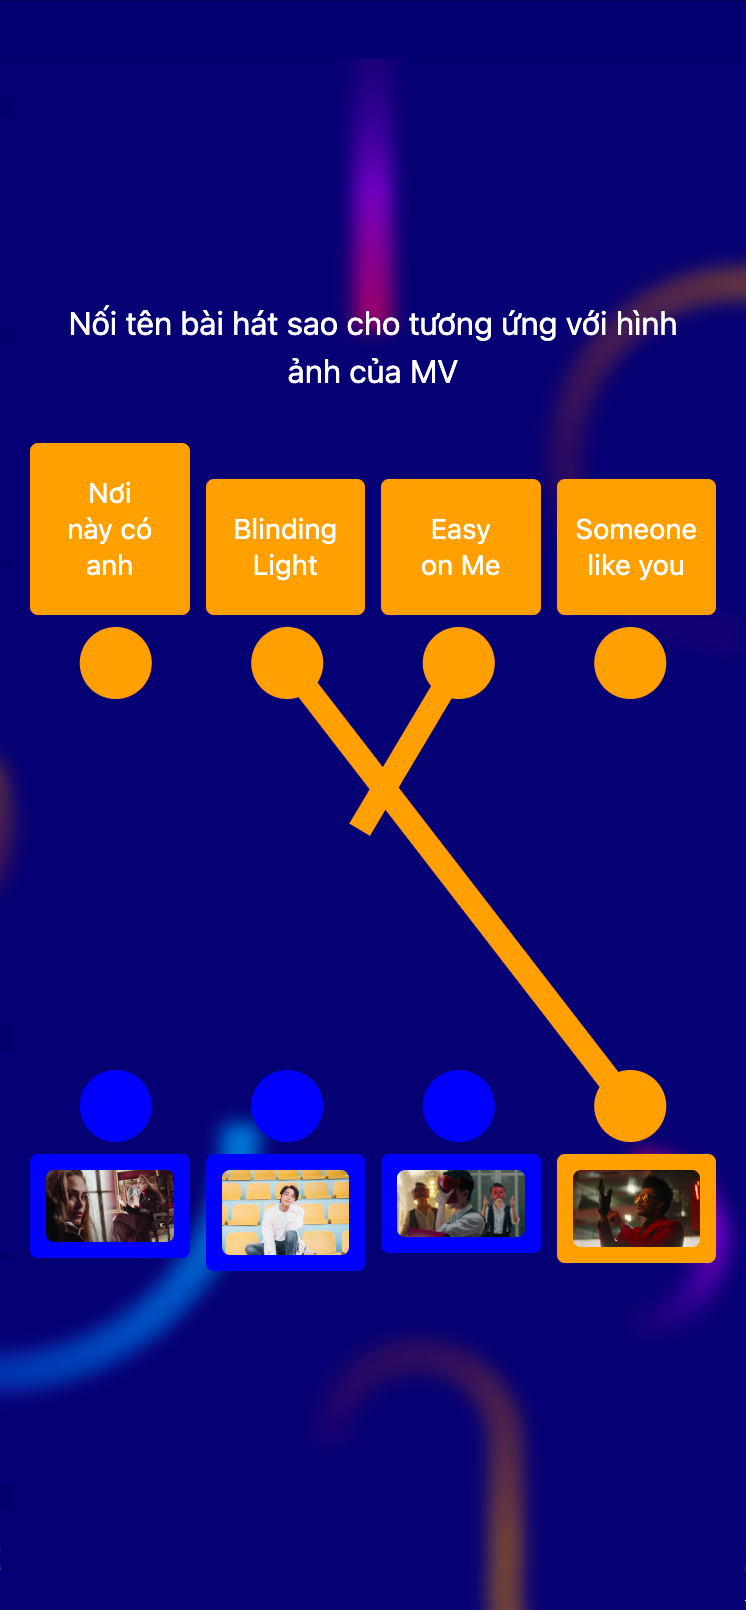 Nối tên bài hát sao cho tương ứng với hình
ảnh của MV
Nơi
này có
anh
Blinding
Light
Easy
on Me
Someone
like you